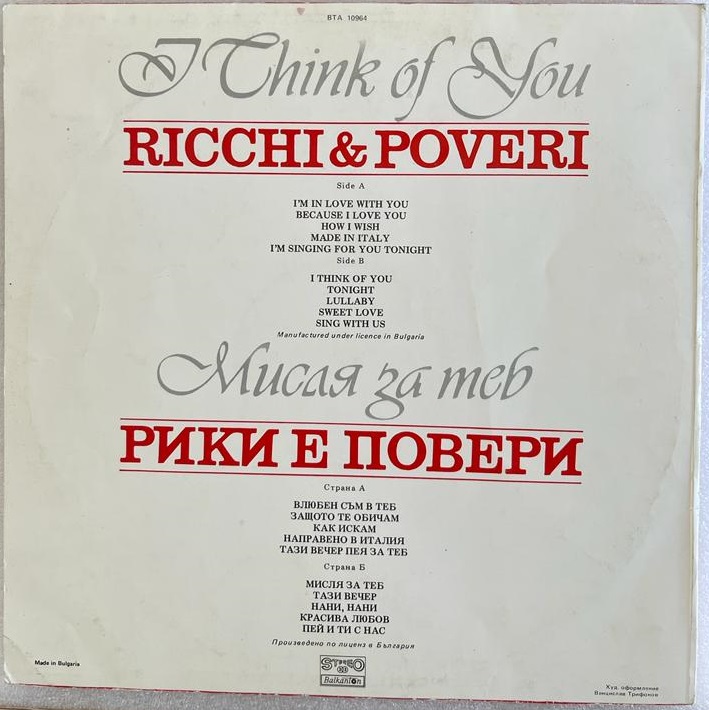 BTA 10964
I Think of You
RICCHI & POVERI
Side A
I'M IN LOVE WITH YOU
BECAUSE I LOVE YOU
HOW I WISH
MADE IN ITALY
I'M SINGING FOR YOU TONIGHT
Side B
I THINK OF YOU
TONIGHT
LULLABY
SWEET LOVE
SING WITH US
Manufactured under licence in Bulgaria
Мисля за теб
РИКИ Е ПОВЕРИ
Страна А
ВЛЮБЕН СЪМ В ТЕБ
ЗАЩОТО ТЕ ОБИЧАМ
КАК ИСКАМ
НАПРАВЕНО В ИТАЛИЯ
ТАЗИ ВЕЧЕР ПЕЯ ЗА ТЕБ
Страна Б
МИСЛЯ ЗА ТЕБ
ТАЗИ ВЕЧЕР
НАНИ, НАНИ
КРАСИВА ЛЮБОВ
ПЕЙ И ТИ С НАС
Произведено по лиценз в България
Made in Bulgaria
STEREO
Balkanton
Худ. оформление
Венцислав Трифонов